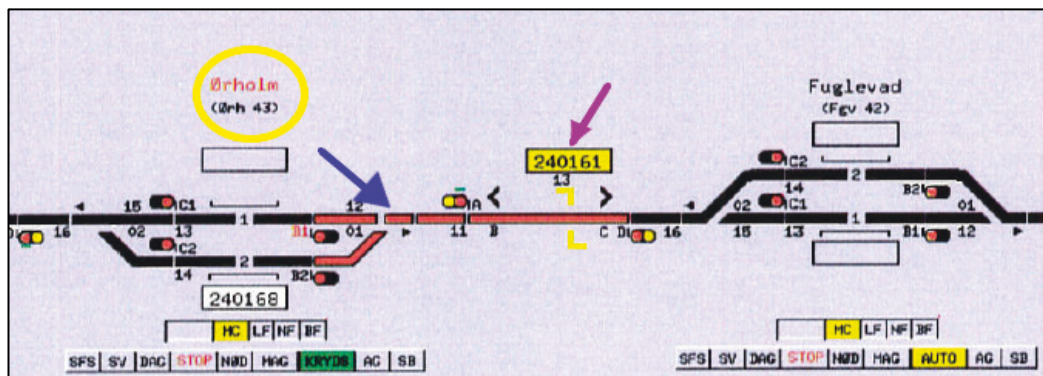 Ørholm
(Ørh 43)
Fuglevad
(Fgv 42)
240161
13
C2
15 C1 1 12 A 14 2 B2
02 C1 01
D 16 02 13 B1 01 11 B C D 16 15 13 1 B1 12
C2
14 2 B2
240168
MC LF NF BF
MC LF NF BF
SFS SV DAG STOP NØD MAG KRYDS AG SB
SFS SV DAG STOP NØD MAG AUTO AG SB